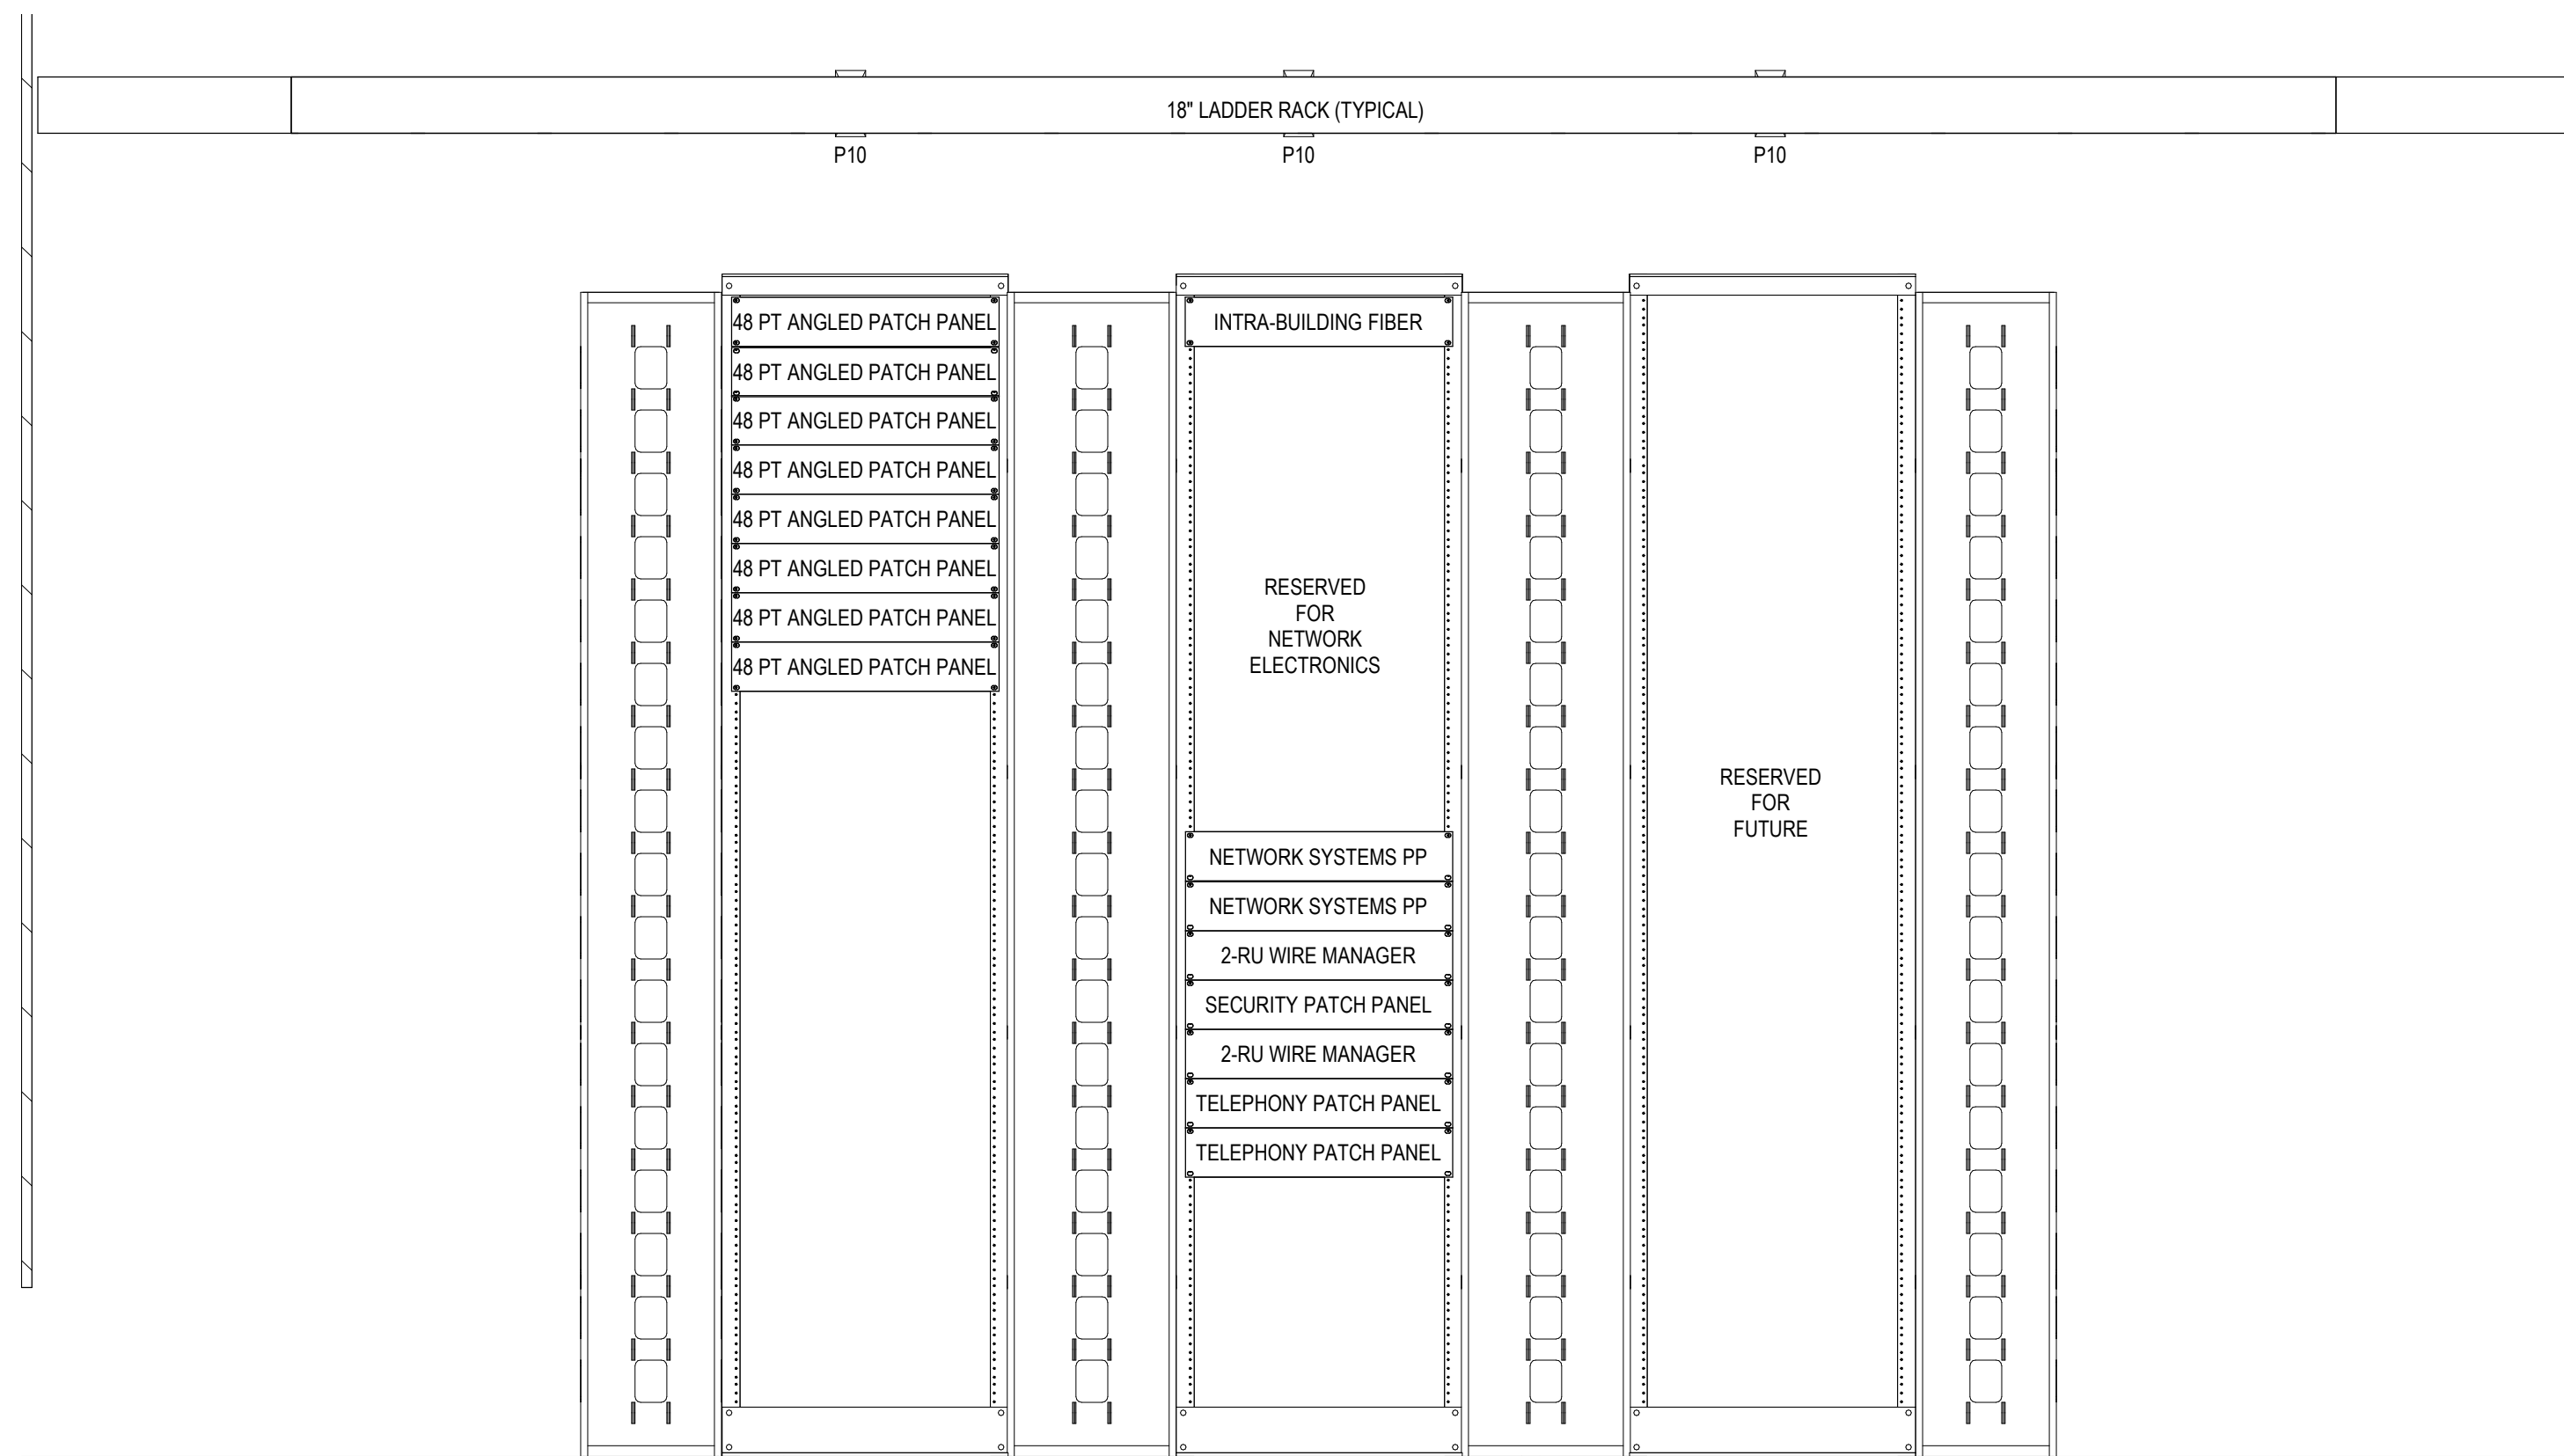 18" LADDER RACK (TYPICAL)
P10
P10
P10
48 PT ANGLED PATCH PANEL
48 PT ANGLED PATCH PANEL
48 PT ANGLED PATCH PANEL
48 PT ANGLED PATCH PANEL
48 PT ANGLED PATCH PANEL
48 PT ANGLED PATCH PANEL
48 PT ANGLED PATCH PANEL
48 PT ANGLED PATCH PANEL
INTRA-BUILDING FIBER
RESERVED
FOR
NETWORK
ELECTRONICS
NETWORK SYSTEMS PP
NETWORK SYSTEMS PP
2-RU WIRE MANAGER
SECURITY PATCH PANEL
2-RU WIRE MANAGER
TELEPHONY PATCH PANEL
TELEPHONY PATCH PANEL
RESERVED
FOR
FUTURE